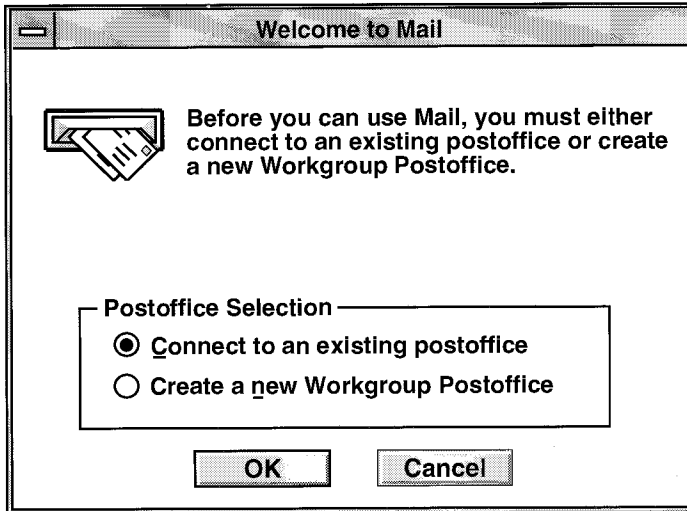 Welcome to Mail
Before you can use Mail, you must either
connect to an existing postoffice or create
a new Workgroup Postoffice.
Postoffice Selection
Connect to an existing postoffice
Create a new Workgroup Postoffice
OK Cancel